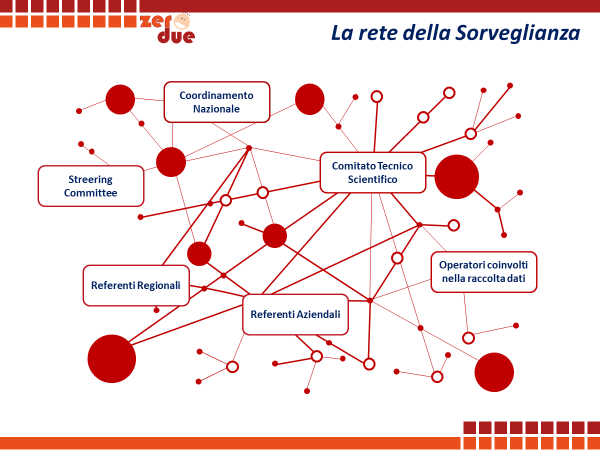 zero
due
La rete della Sorveglianza
Coordinamento
Nazionale
Streering
Committee
Comitato Tecnico
Scientifico
Operatori coinvolti
nella raccolta dati
Referenti Regionali
Referenti Aziendali